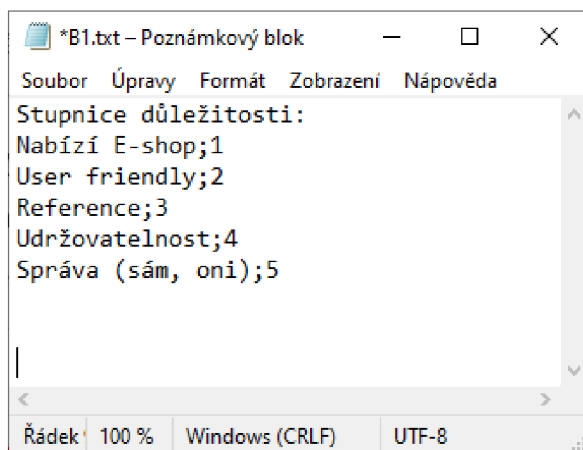 *B1.txt – Poznámkový blok
Soubor Úpravy Formát Zobrazení Nápověda
Stupnice důležitosti:
Nabízí E-shop;1
User friendly;2
Reference;3
Udržovatelnost;4
Správa (sám, oni);5
Řádek 100 % Windows (CRLF) UTF-8